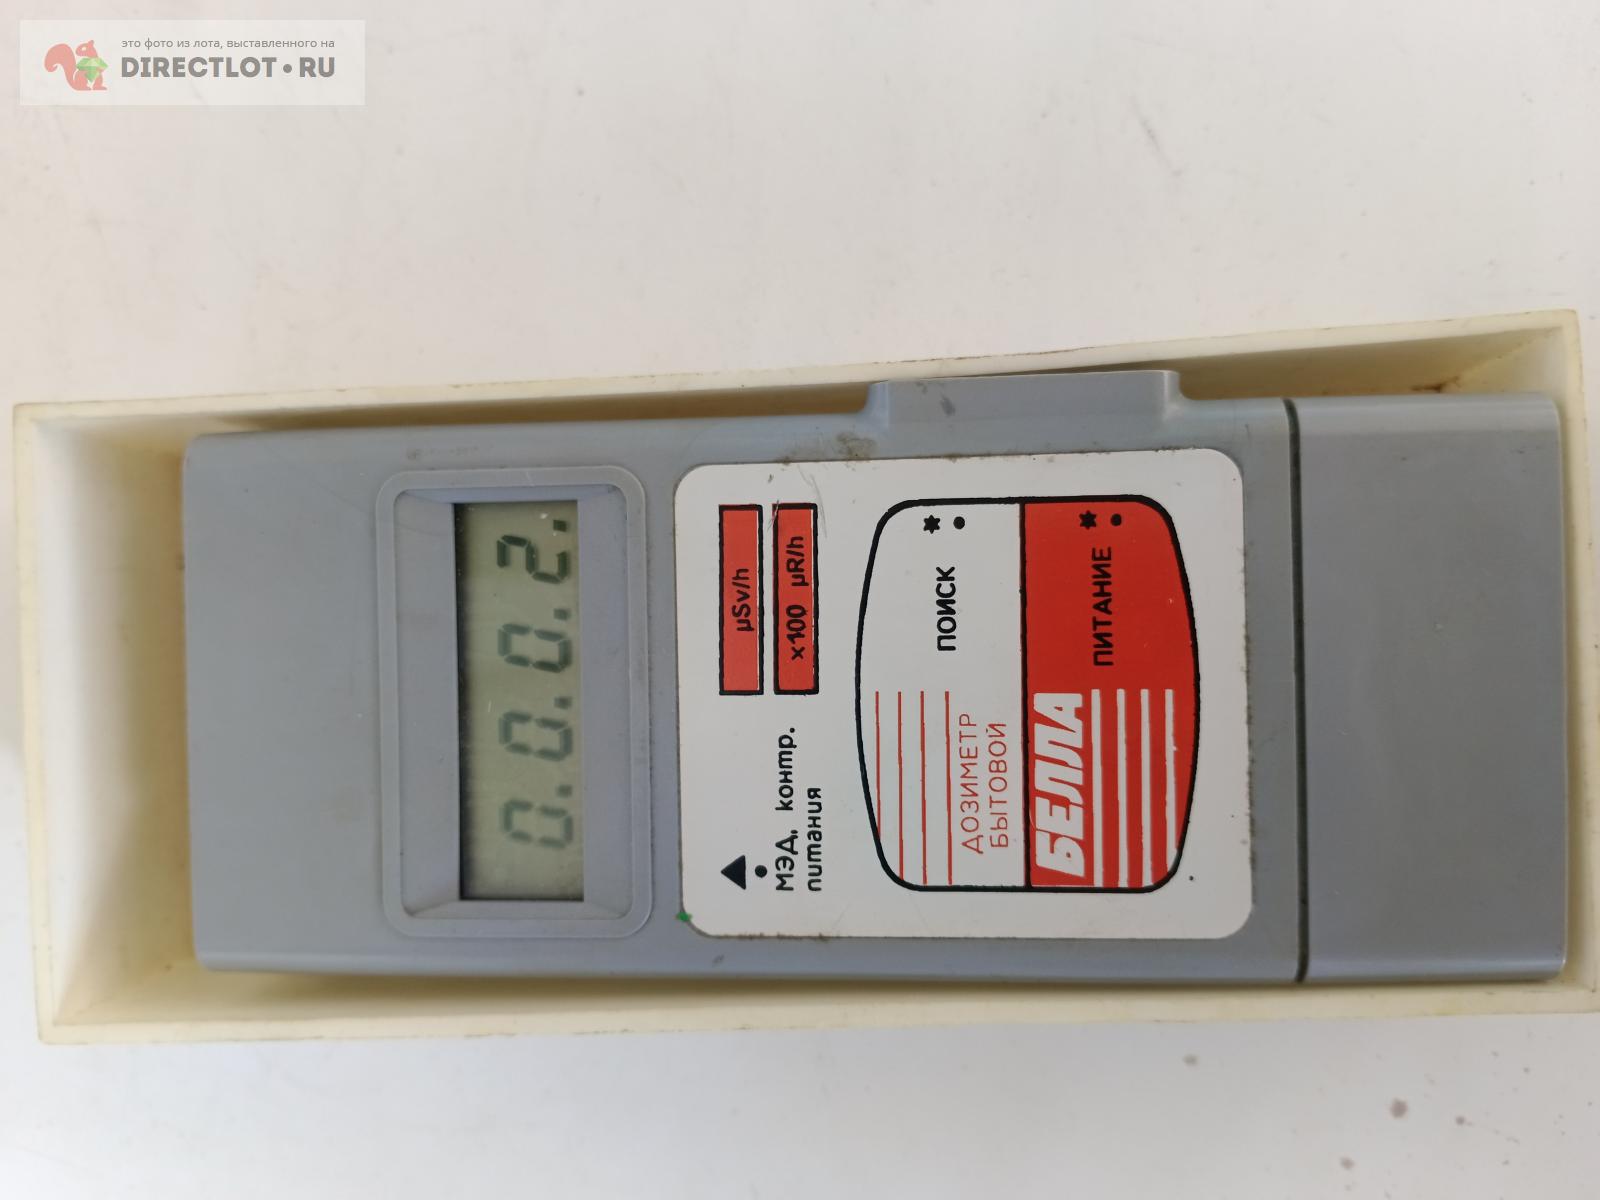 это фото из лота, выставленного на
DIRECTLOT•RU
0.0.0.2.
µSv/h
×100 µR/h
МЭД, контр.
питания
ПОИСК
ДОЗИМЕТР
БЫТОВОЙ
ПИТАНИЕ
БЕЛЛА